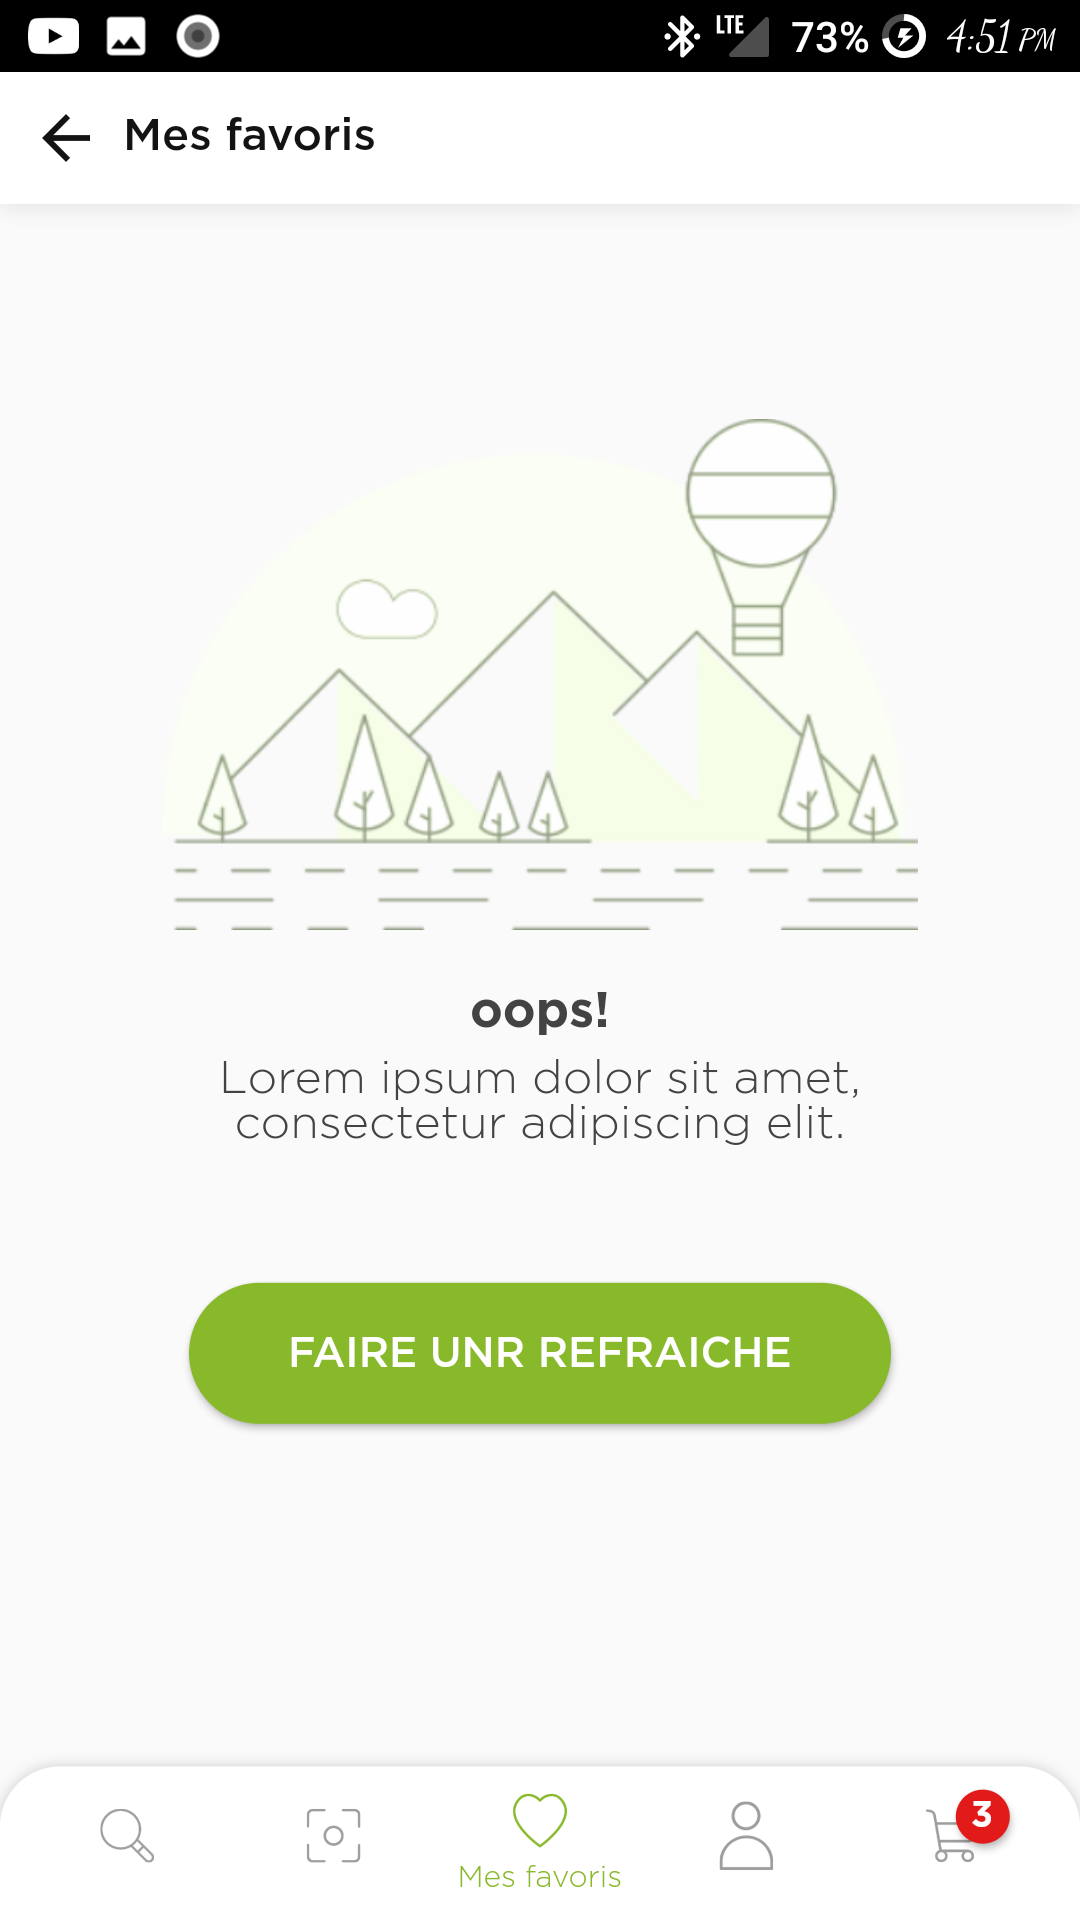 LTE 73% 4:51 PM
Mes favoris
oops!
Lorem ipsum dolor sit amet,
consectetur adipiscing elit.
FAIRE UNR REFRAICHE
3
Mes favoris